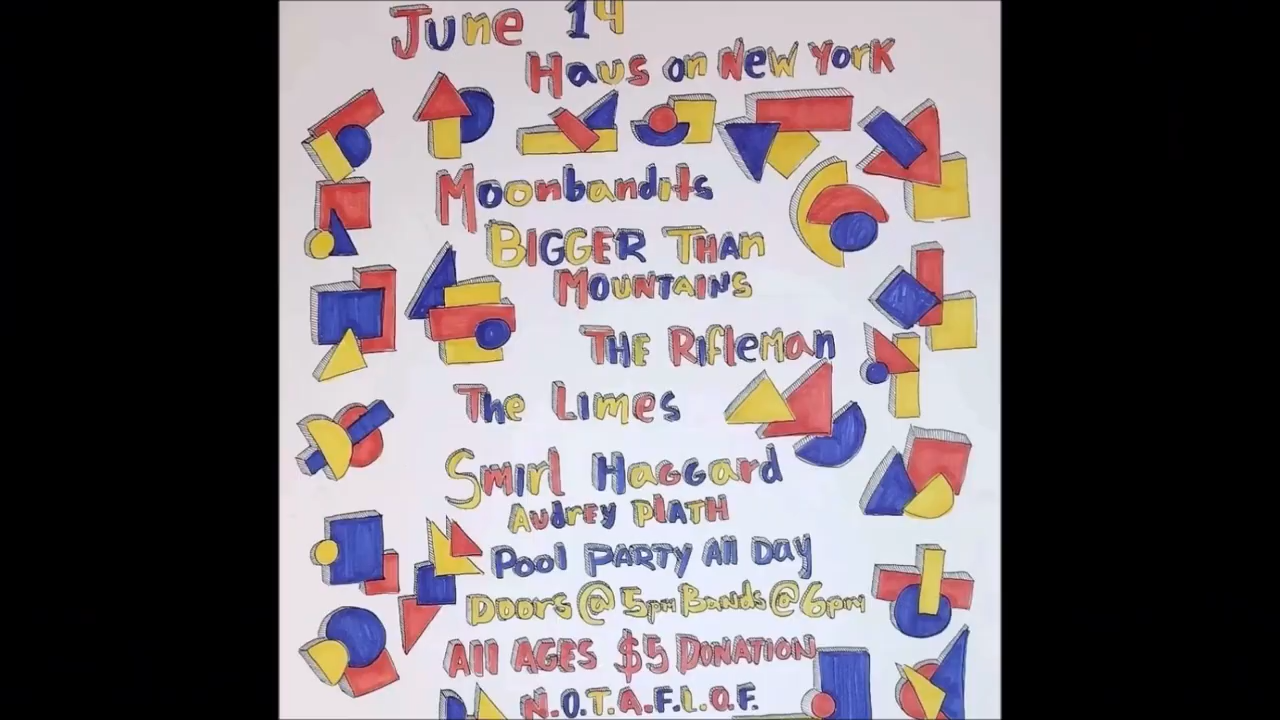 June 14
Haus on New York
Moonbandits
BIGGER THAn
MOUNTAINS
THE RifleMan
The Limes
Smirl Haggard
Audrey PlATH
Pool PARTY All Day
Doors @ 5pm Bands @ 6pm
All AGES $5 DONATION
N.O.T.A.F.L.O.F.